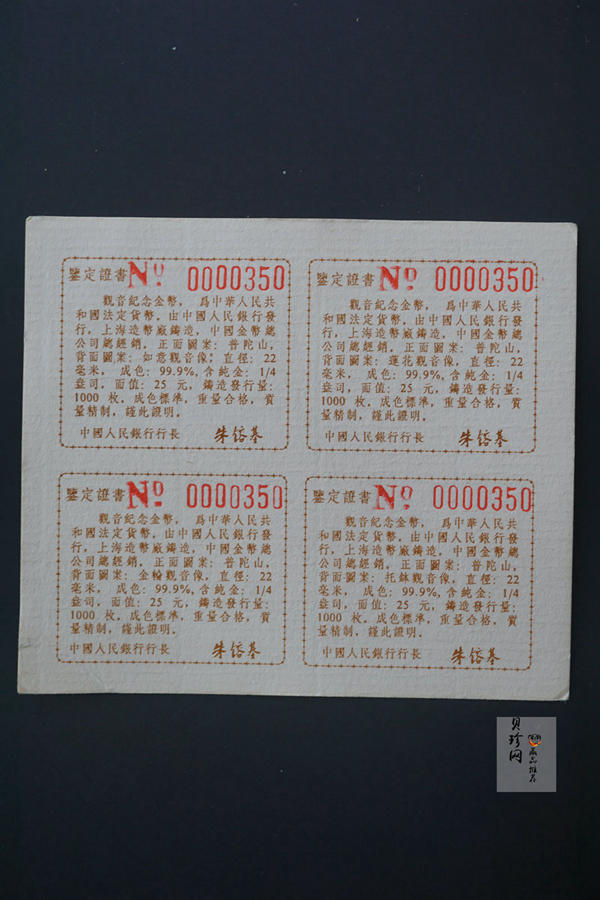 鑒定證書 No 0000350
觀音紀念金幣， 爲中華人民共
和國法定貨幣，由中國人民銀行發
行，上海造幣廠鑄造，中國金幣總
公司總經銷，正面圖案：普陀山，
背面圖案：如意觀音像，直徑：22
毫米， 成色：99.9%，含純金：1/4
盎司，面值：25 元，鑄造發行量：
1000 枚。成色標準，重量合格，質
量精制，謹此證明。
中國人民銀行行長 朱镕基
鑒定證書 No 0000350
觀音紀念金幣， 爲中華人民共
和國法定貨幣，由中國人民銀行發
行，上海造幣廠鑄造，中國金幣總
公司總經銷，正面圖案：普陀山，
背面圖案：蓮花觀音像，直徑：22
毫米， 成色：99.9%，含純金：1/4
盎司，面值：25 元，鑄造發行量：
1000 枚。成色標準，重量合格，質
量精制，謹此證明。
中國人民銀行行長 朱镕基
鑒定證書 No 0000350
觀音紀念金幣， 爲中華人民共
和國法定貨幣，由中國人民銀行發
行，上海造幣廠鑄造，中國金幣總
公司總經銷，正面圖案：普陀山，
背面圖案：金輪觀音像，直徑：22
毫米， 成色：99.9%，含純金：1/4
盎司，面值：25 元，鑄造發行量：
1000 枚。成色標準，重量合格，質
量精制，謹此證明。
中國人民銀行行長 朱镕基
鑒定證書 No 0000350
觀音紀念金幣， 爲中華人民共
和國法定貨幣，由中國人民銀行發
行，上海造幣廠鑄造，中國金幣總
公司總經銷，正面圖案：普陀山，
背面圖案：托鉢觀音像，直徑：22
毫米， 成色：99.9%，含純金：1/4
盎司，面值：25 元，鑄造發行量：
1000 枚。成色標準，重量合格，質
量精制，謹此證明。
中國人民銀行行長 朱镕基
贝珍网
藏品推荐